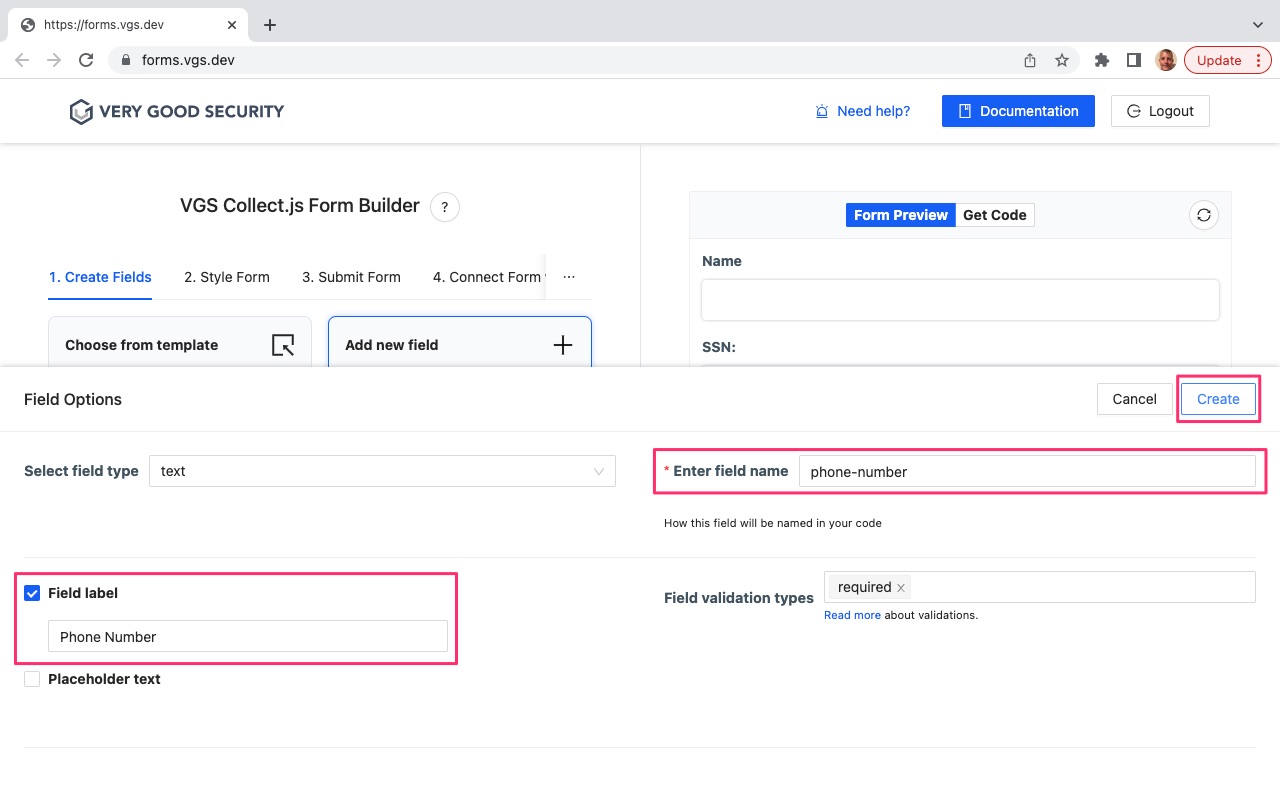 https://forms.vgs.dev
forms.vgs.dev
Update
VERY GOOD SECURITY
Need help?
Documentation
Logout
VGS Collect.js Form Builder
?
Form Preview
Get Code
1. Create Fields
2. Style Form
3. Submit Form
4. Connect Form
...
Name
Choose from template
Add new field
SSN:
Field Options
Cancel
Create
Select field type
text
* Enter field name
phone-number
How this field will be named in your code
Field label
Phone Number
Field validation types
required
Read more about validations.
Placeholder text